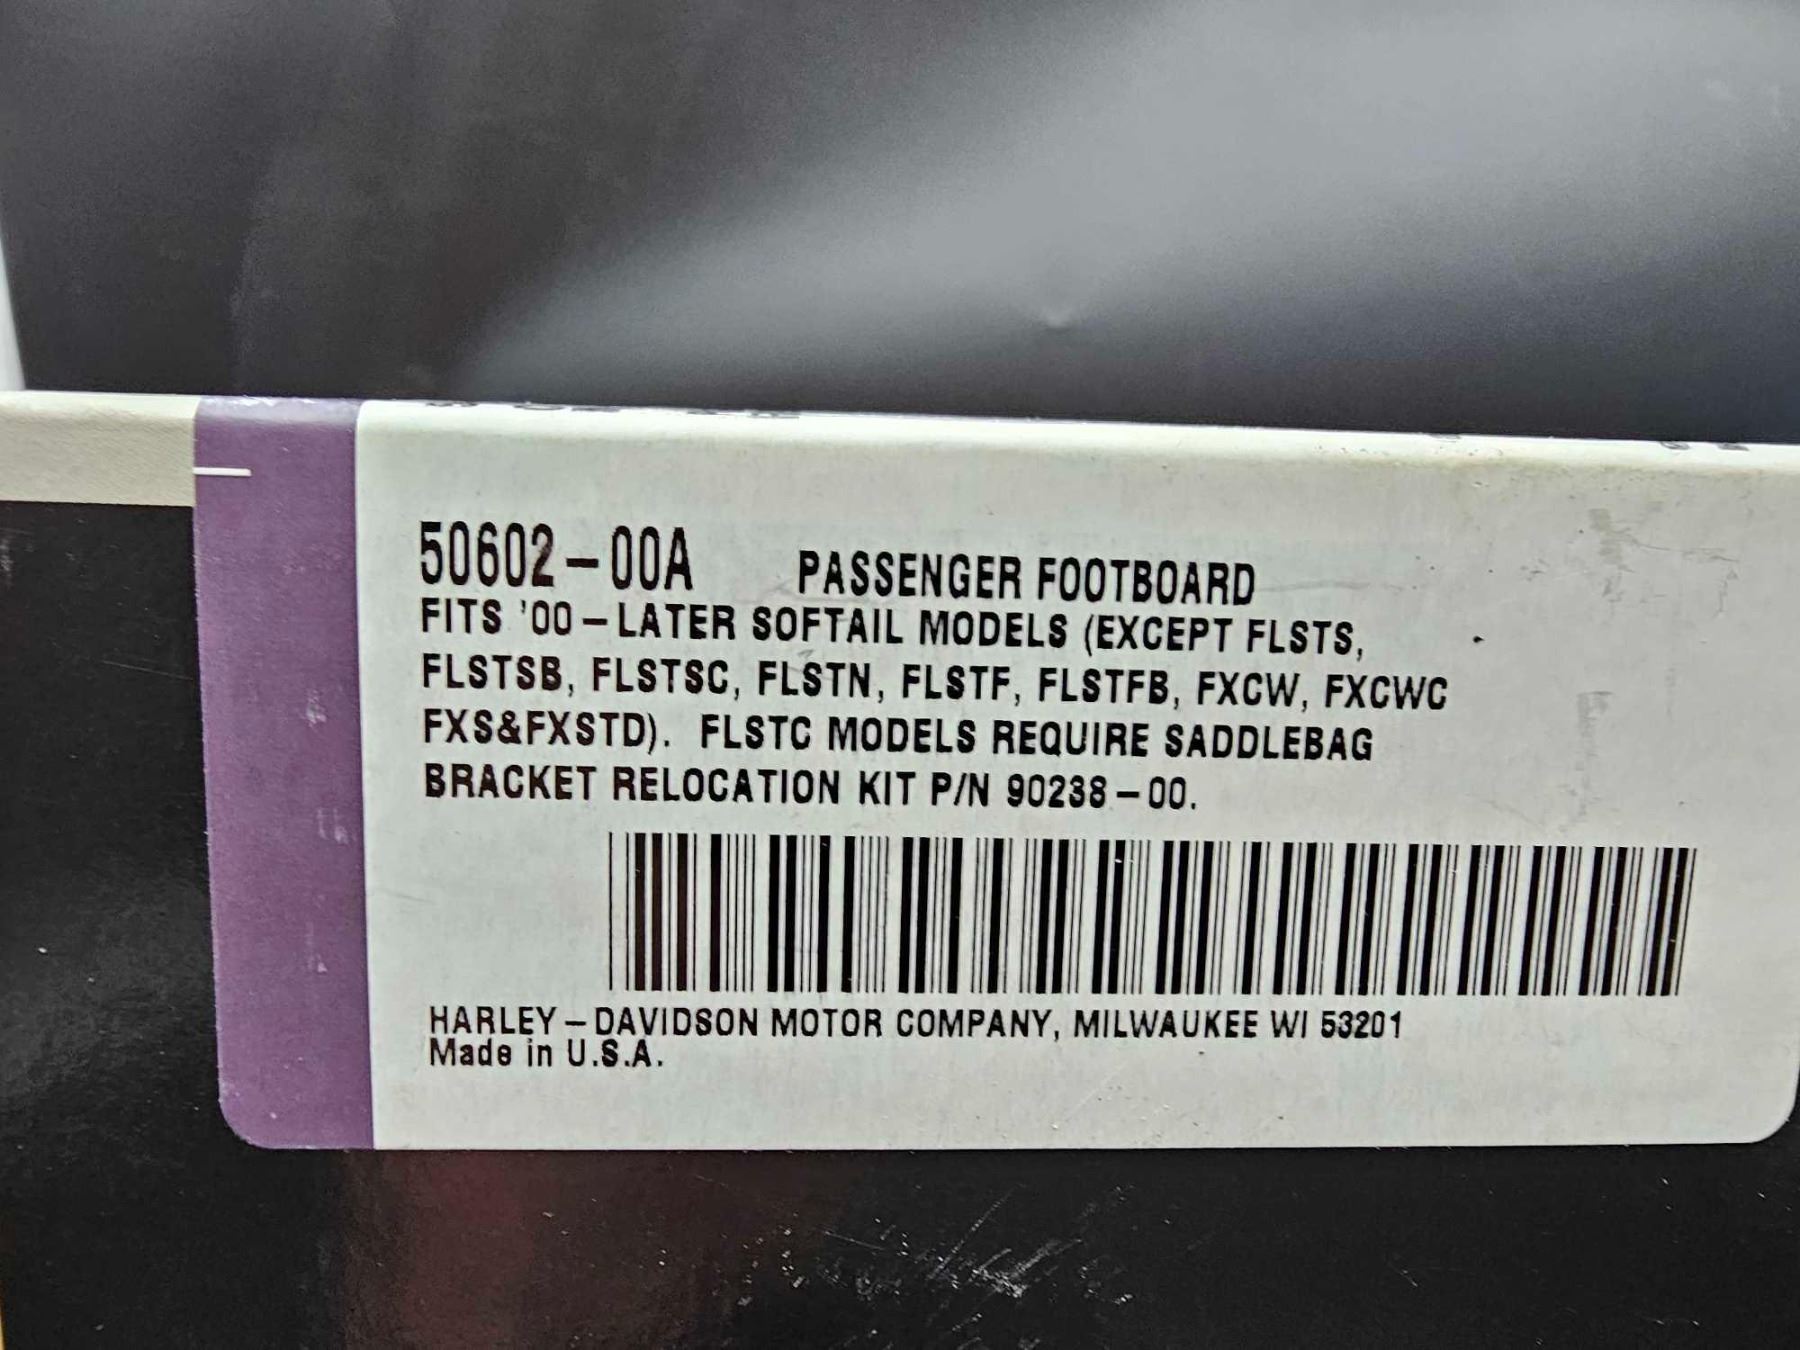 50602-00A PASSENGER FOOTBOARD
FITS '00-LATER SOFTAIL MODELS (EXCEPT FLSTS,
FLSTSB, FLSTSC, FLSTN, FLSTF, FLSTFB, FXCW, FXCWC
FXS&FXSTD). FLSTC MODELS REQUIRE SADDLEBAG
BRACKET RELOCATION KIT P/N 90238-00.
HARLEY-DAVIDSON MOTOR COMPANY, MILWAUKEE WI 53201
Made in U.S.A.